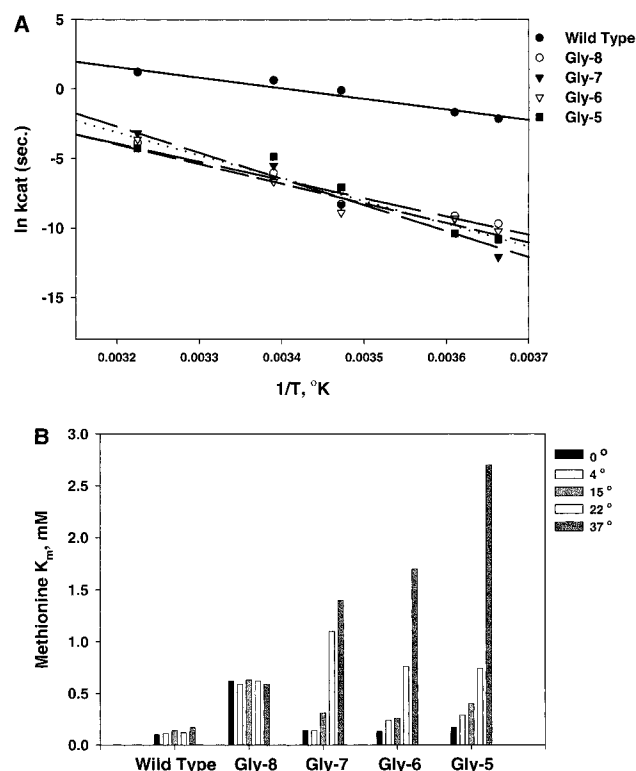 A
5
0
-5
-10
-15
ln kcat (sec.)
0.0032 0.0033 0.0034 0.0035 0.0036 0.0037
1/T, °K
Wild Type
Gly-8
Gly-7
Gly-6
Gly-5
B
3.0
2.5
2.0
1.5
1.0
0.5
0.0
Methionine Km, mM
Wild Type Gly-8 Gly-7 Gly-6 Gly-5
0 °
4 °
15 °
22 °
37 °